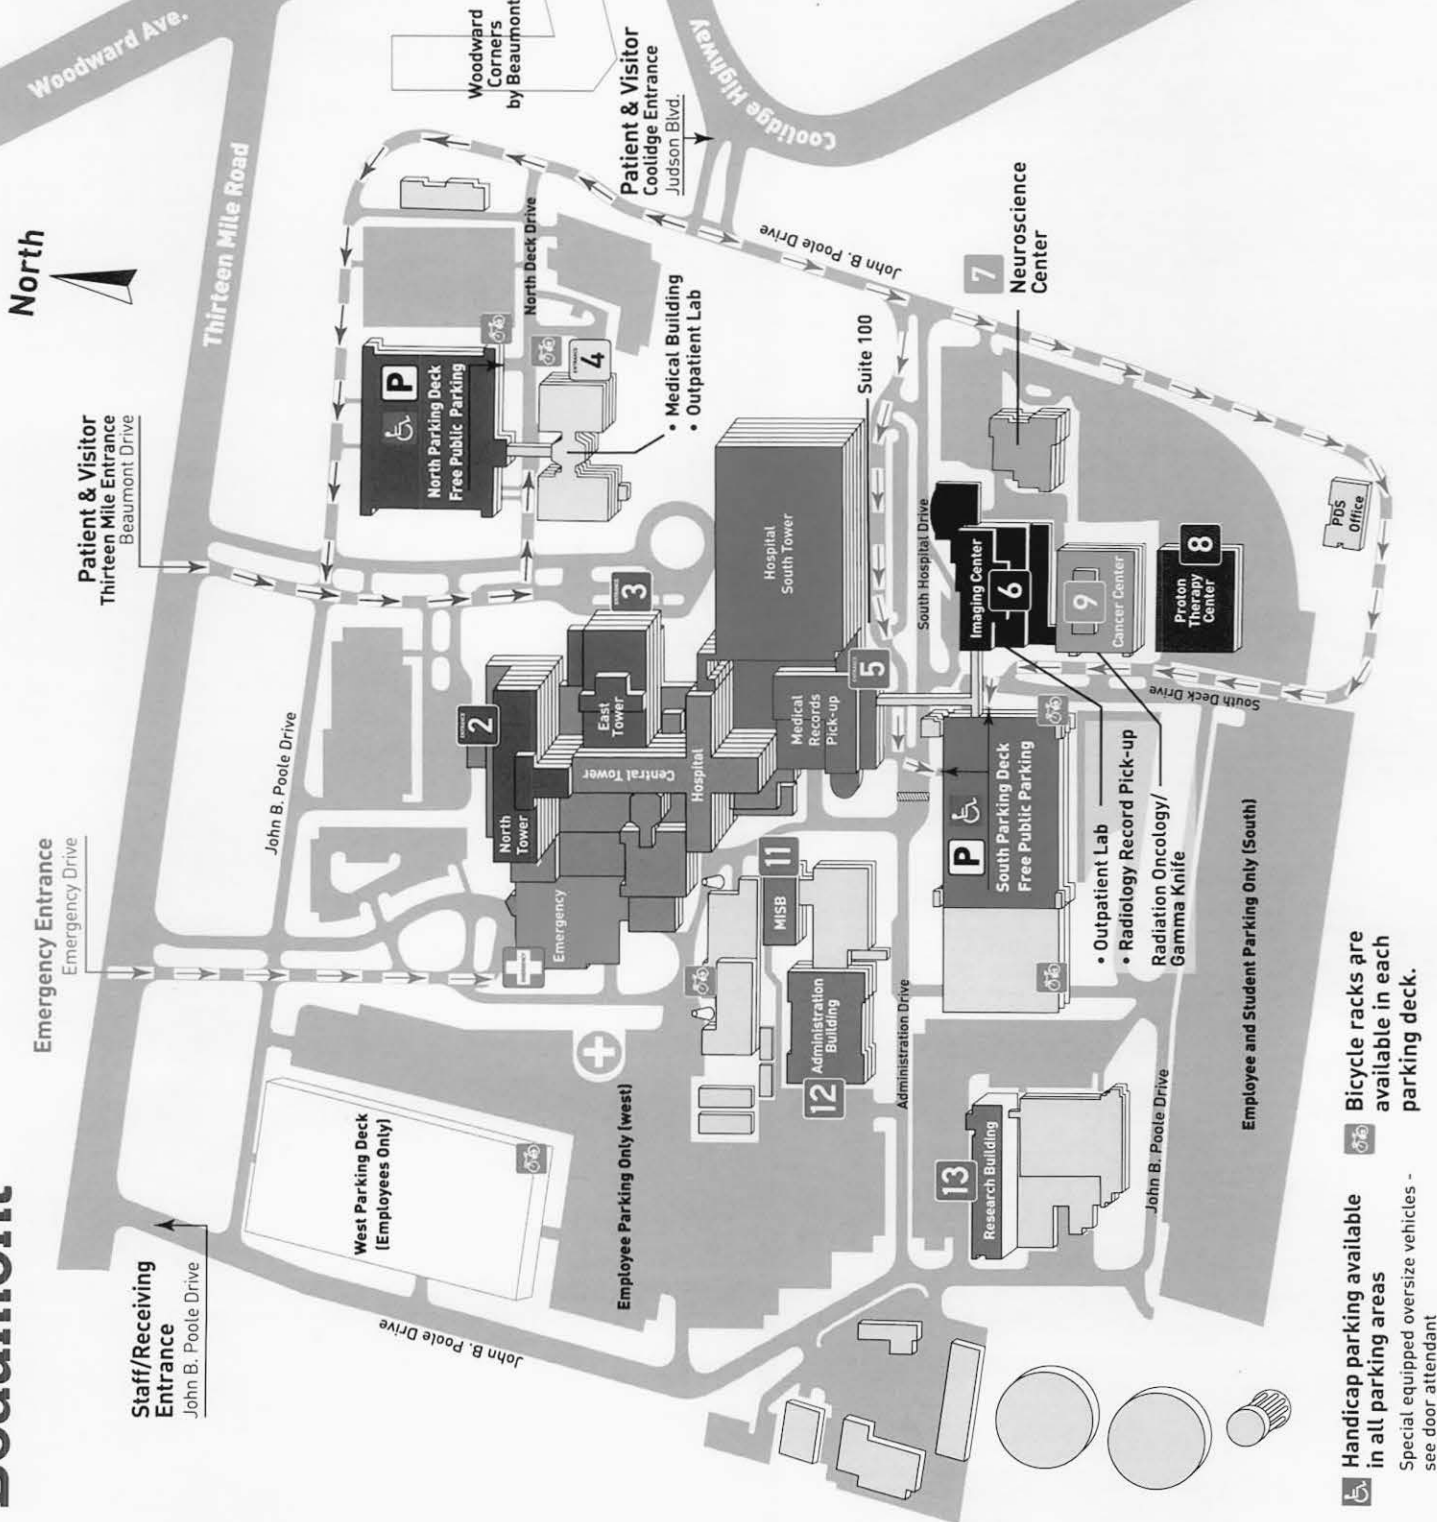 Beaumont
North
Staff/Receiving
Entrance
John B. Poole Drive
Emergency Entrance
Emergency Drive
Patient & Visitor
Thirteen Mile Entrance
Beaumont Drive
Woodward Ave.
Thirteen Mile Road
John B. Poole Drive
John B. Poole Drive
West Parking Deck
(Employees Only)
Employee Parking Only (west)
EMERGENCY
Emergency
North
Tower
ENTRANCE
2
East
Tower
ENTRANCE
3
Central Tower
Hospital
Hospital
South Tower
Medical
Records
Pick-up
ENTRANCE
5
P
North Parking Deck
Free Public Parking
North Deck Drive
ENTRANCE
4
• Medical Building
• Outpatient Lab
Woodward
Corners
by Beaumont
Patient & Visitor
Coolidge Entrance
Judson Blvd.
Coolidge Highway
John B. Poole Drive
Suite 100
South Hospital Drive
7
Neuroscience
Center
Imaging Center
6
9
Cancer Center
Proton
Therapy
Center
8
PDS
Office
South Deck Drive
11
MISB
12
Administration
Building
Administration Drive
13
Research Building
John B. Poole Drive
P
South Parking Deck
Free Public Parking
• Outpatient Lab
• Radiology Record Pick-up
Radiation Oncology/
Gamma Knife
Employee and Student Parking Only (South)
Handicap parking available
in all parking areas
Special equipped oversize vehicles -
see door attendant
Bicycle racks are
available in each
parking deck.